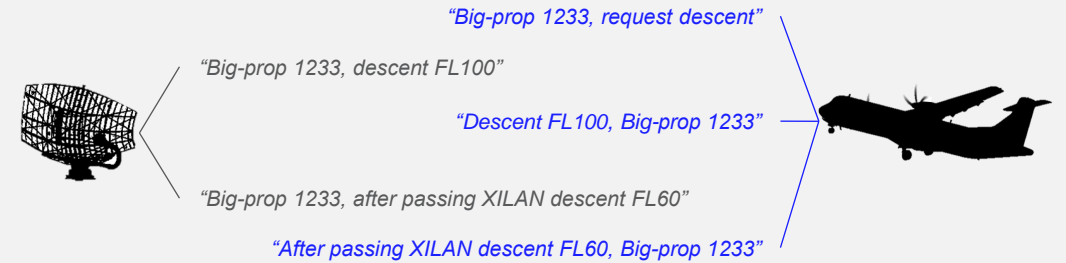 “Big-prop 1233, request descent”
“Big-prop 1233, descent FL100”
“Descent FL100, Big-prop 1233”
“Big-prop 1233, after passing XILAN descent FL60”
“After passing XILAN descent FL60, Big-prop 1233”